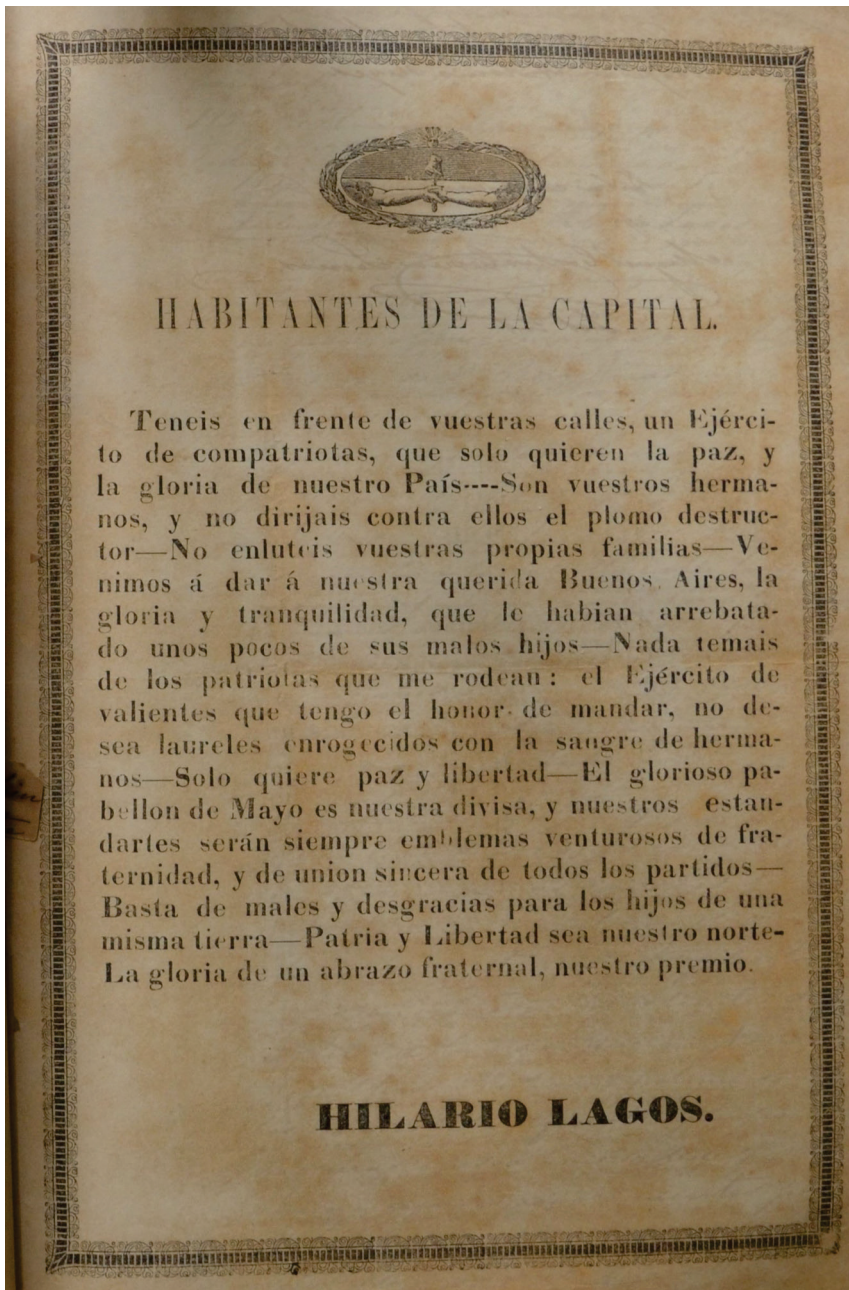 HABITANTES DE LA CAPITAL.
Teneis en frente de vuestras calles, un Ejérci-
to de compatriotas, que solo quieren la paz, y
la gloria de nuestro País----Son vuestros herma-
nos, y no dirijais contra ellos el plomo destruc-
tor—No enluteis vuestras propias familias—Ve-
nimos á dar á nuestra querida Buenos Aires, la
gloria y tranquilidad, que le habian arrebata-
do unos pocos de sus malos hijos—Nada temais
de los patriotas que me rodean: el Ejército de
valientes que tengo el honor de mandar, no de-
sea laureles enrogecidos con la sangre de herma-
nos—Solo quiere paz y libertad—El glorioso pa-
bellon de Mayo es nuestra divisa, y nuestros estan-
dartes serán siempre emblemas venturosos de fra-
ternidad, y de union sincera de todos los partidos—
Basta de males y desgracias para los hijos de una
misma tierra—Patria y Libertad sea nuestro norte-
La gloria de un abrazo fraternal, nuestro premio.
HILARIO LAGOS.